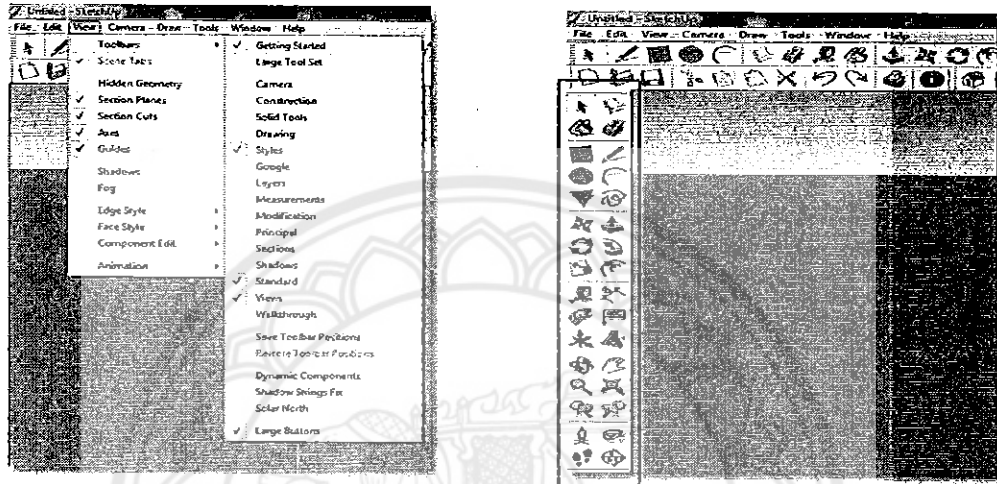 Untitled - SketchUp
File Edit View Camera Draw Tools Window Help
Toolbars
Scene Tabs
Hidden Geometry
Section Planes
Section Cuts
Axes
Guides
Shadows
Fog
Edge Style
Face Style
Component Edit
Animation
Getting Started
Large Tool Set
Camera
Construction
Solid Tools
Drawing
Styles
Google
Layers
Measurements
Modification
Principal
Sections
Shadows
Standard
Views
Walkthrough
Save Toolbar Positions
Restore Toolbar Positions
Dynamic Components
Shadow Strings Fix
Solar North
Large Buttons
Untitled - SketchUp
File Edit View Camera Draw Tools Window Help